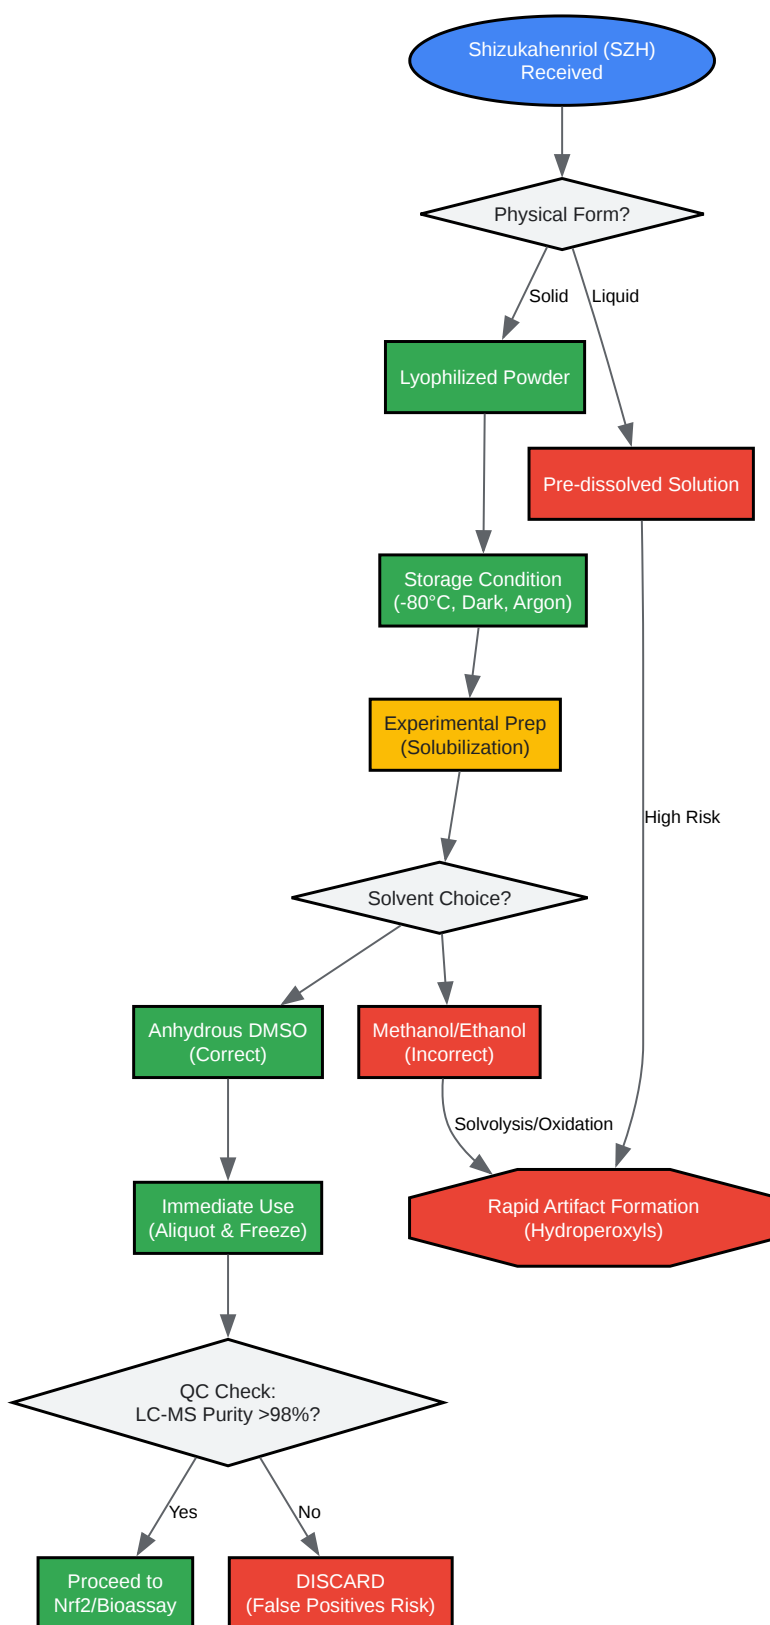 Shizukahenriol (SZH)
Received
Physical Form?
Solid
Liquid
Lyophilized Powder
Pre-dissolved Solution
Storage Condition
(-80°C, Dark, Argon)
Experimental Prep
(Solubilization)
High Risk
Solvent Choice?
Anhydrous DMSO
(Correct)
Methanol/Ethanol
(Incorrect)
Solvolysis/Oxidation
Immediate Use
(Aliquot & Freeze)
Rapid Artifact Formation
(Hydroperoxyls)
QC Check:
LC-MS Purity >98%?
Yes
No
Proceed to
Nrf2/Bioassay
DISCARD
(False Positives Risk)